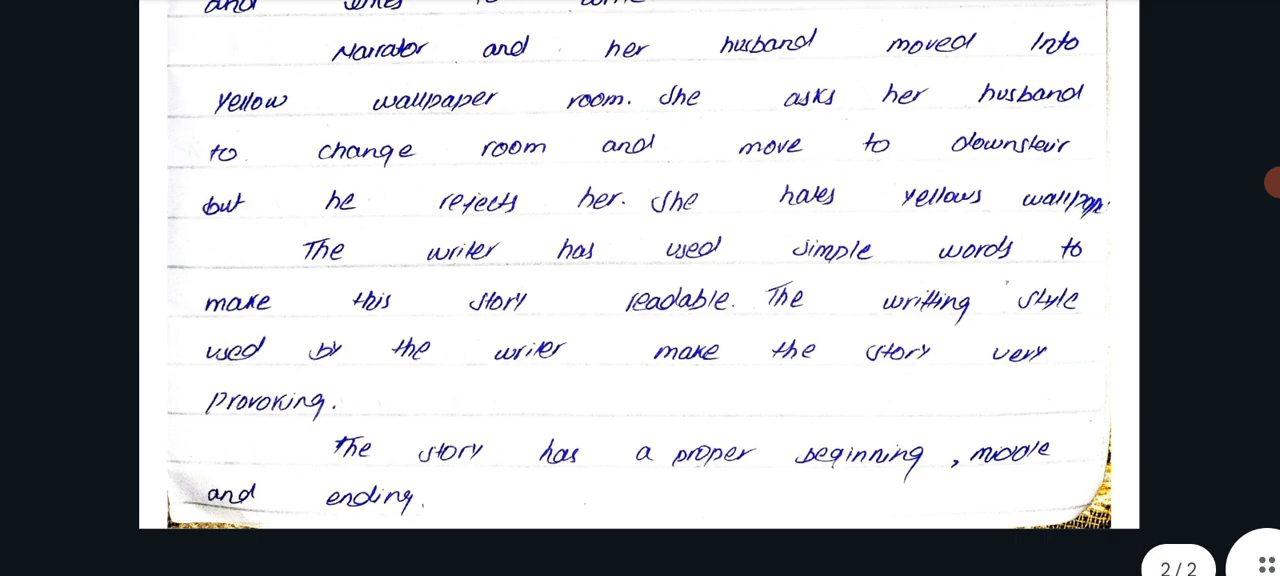 and
Narrator and her husband moved Into
yellow wallpaper room. She asks her husband
to change room and move to downsteir
but he rejects her. She hates yellows wallpap.
The writer has used simple words to
make this story readable. The writting style
used by the writer make the story very
provoking.
The story has a proper beginning, middle
and ending.
2/2